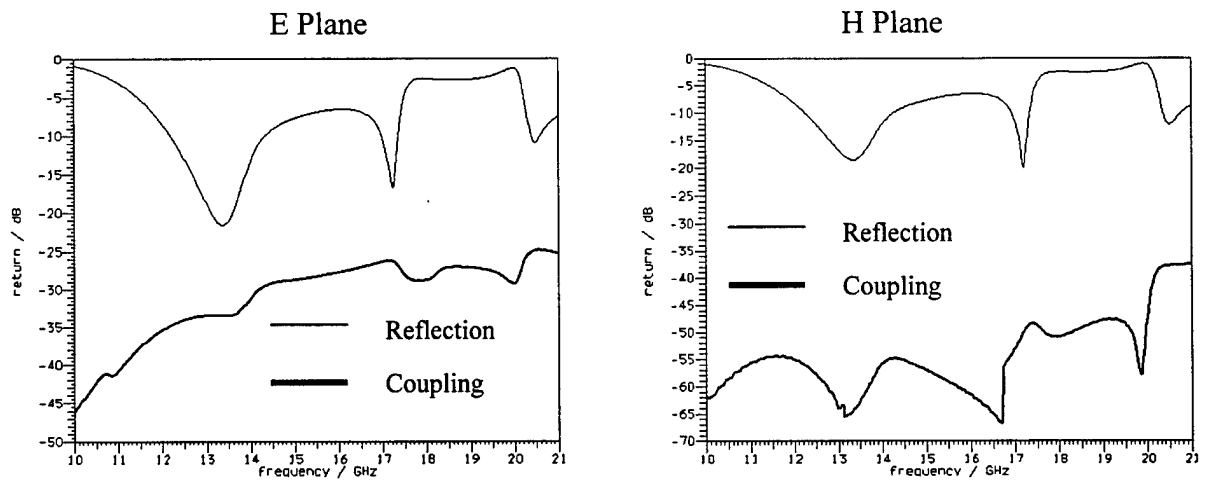 E Plane
0
-5
-10
-15
-20
-25
-30
-35
-40
-45
-50
return / dB
10 11 12 13 14 15 16 17 18 19 20 21
frequency / GHz
Reflection
Coupling
H Plane
0
-5
-10
-15
-20
-25
-30
-35
-40
-45
-50
-55
-60
-65
-70
return / dB
10 11 12 13 14 15 16 17 18 19 20 21
frequency / GHz
Reflection
Coupling